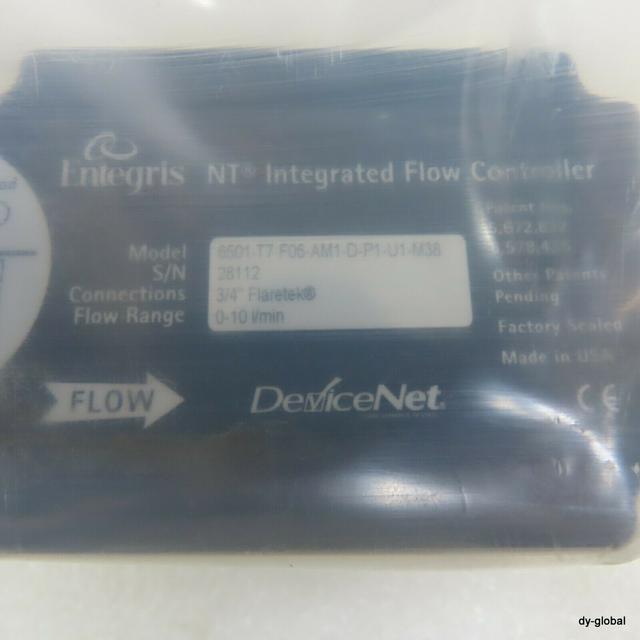 Entegris NT® Integrated Flow Controller
Model 6501-T7-F06-AM1-D-P1-U1-M38
S/N 28112
Connections 3/4" Flaretek®
Flow Range 0-10 l/min
Other Patents
Pending
Factory Sealed
Made in USA
FLOW
DeviceNet
CE
dy-global